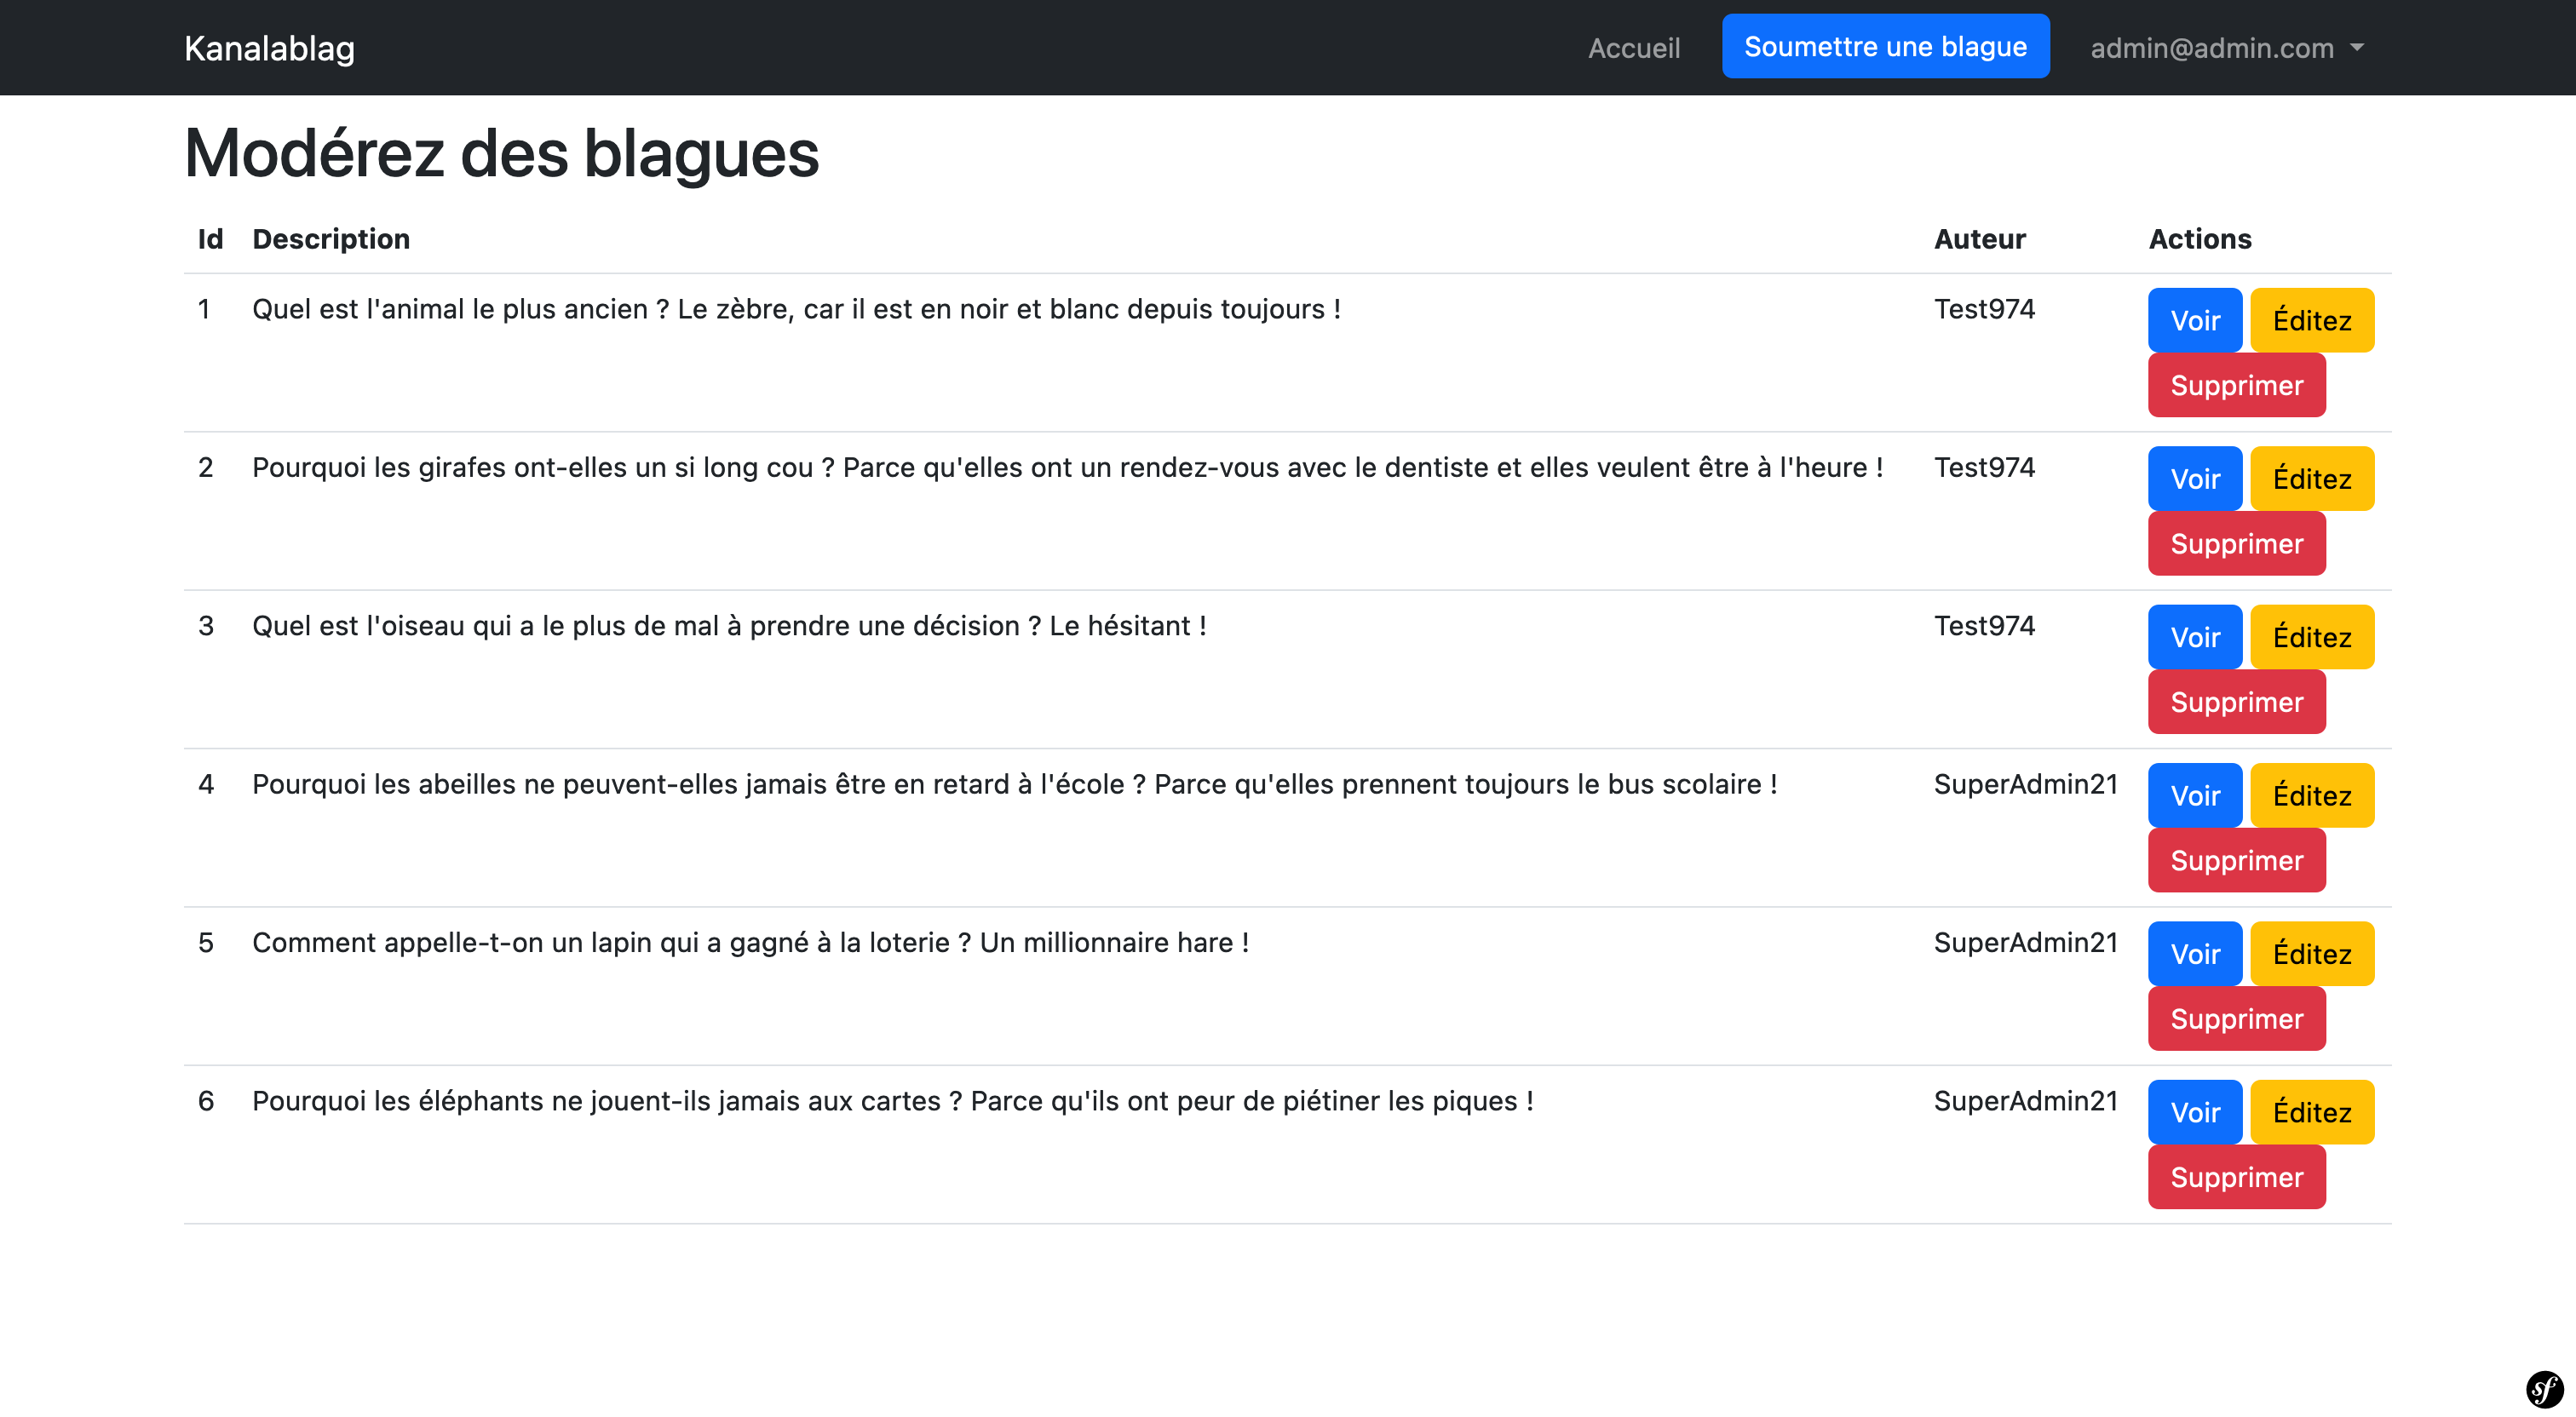 Kanalablag Accueil Soumettre une blague admin@admin.com
Modérez des blagues
Id Description Auteur Actions
1 Quel est l'animal le plus ancien ? Le zèbre, car il est en noir et blanc depuis toujours ! Test974 Voir Éditez
Supprimer
2 Pourquoi les girafes ont-elles un si long cou ? Parce qu'elles ont un rendez-vous avec le dentiste et elles veulent être à l'heure ! Test974 Voir Éditez
Supprimer
3 Quel est l'oiseau qui a le plus de mal à prendre une décision ? Le hésitant ! Test974 Voir Éditez
Supprimer
4 Pourquoi les abeilles ne peuvent-elles jamais être en retard à l'école ? Parce qu'elles prennent toujours le bus scolaire ! SuperAdmin21 Voir Éditez
Supprimer
5 Comment appelle-t-on un lapin qui a gagné à la loterie ? Un millionnaire hare ! SuperAdmin21 Voir Éditez
Supprimer
6 Pourquoi les éléphants ne jouent-ils jamais aux cartes ? Parce qu'ils ont peur de piétiner les piques ! SuperAdmin21 Voir Éditez
Supprimer
sf